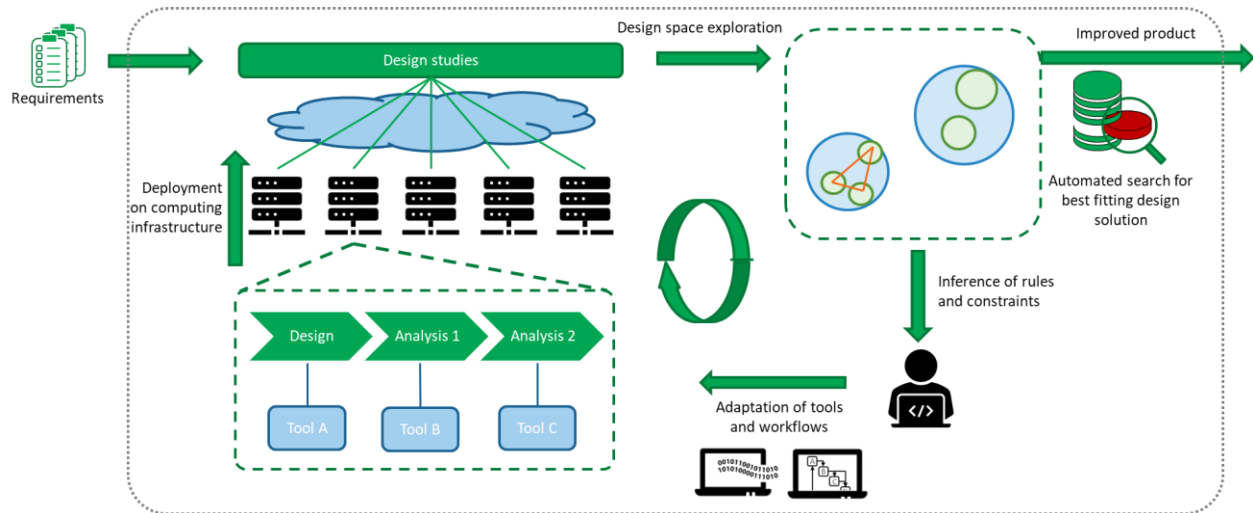 Requirements
Design studies
Design space exploration
Improved product
Automated search for
best fitting design
solution
Deployment
on computing
infrastructure
Design
Analysis 1
Analysis 2
Tool A
Tool B
Tool C
Inference of rules
and constraints
</>
Adaptation of tools
and workflows
001011001011010
101010000111010
A
B
C